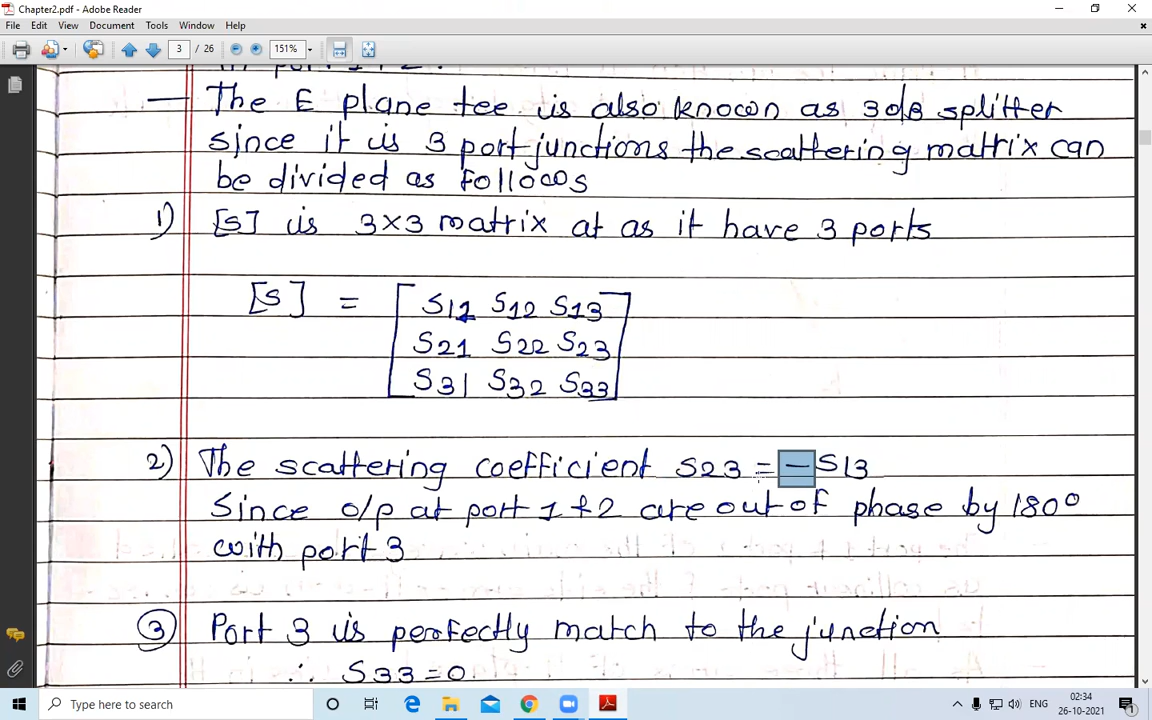 Chapter2.pdf - Adobe Reader
File Edit View Document Tools Window Help
3 / 26 151%
The E plane tee is also known as 3dB splitter
since it is 3 port junctions the scattering matrix can
be divided as follows
1) [S] is 3×3 matrix at as it have 3 ports
[S] = [S11 S12 S13
S21 S22 S23
S31 S32 S33]
2) The scattering coefficient S23 = - S13
Since o/p at port 1 & 2 are out of phase by 180°
with port 3
3) Port 3 is perfectly match to the junction
∴ S33=0
Type here to search
ENG
02:34
26-10-2021
1